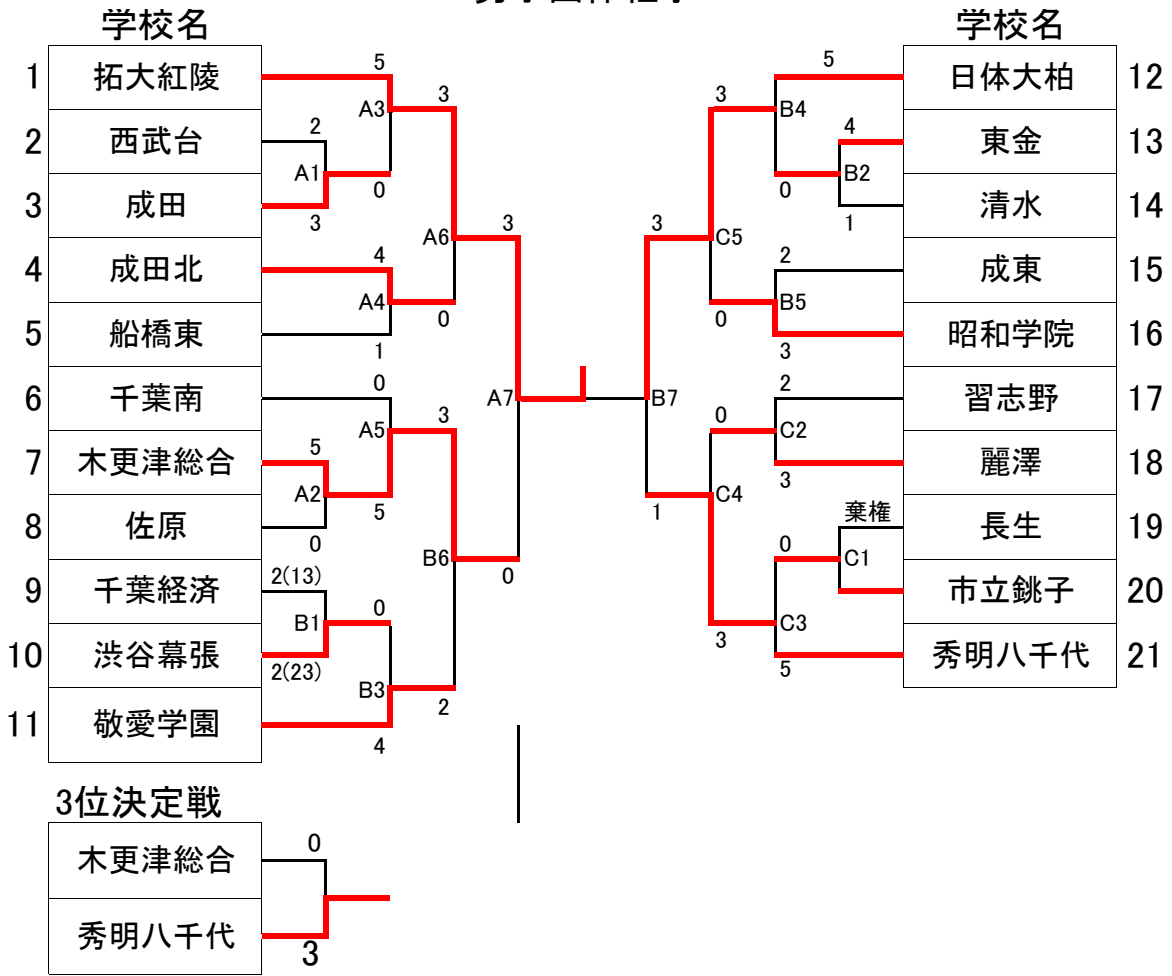 学校名
学校名
1 拓大紅陵
2 西武台
3 成田
4 成田北
5 船橋東
6 千葉南
7 木更津総合
8 佐原
9 千葉経済
10 渋谷幕張
11 敬愛学園
5
A3
3
2
A1
0
3
A6
3
4
A4
0
1
0
A5
3
A7
5
A2
5
0
B6
2(13)
0
0
B1
2(23)
B3
2
4
日体大柏 12
東金 13
清水 14
成東 15
昭和学院 16
習志野 17
麗澤 18
長生 19
市立銚子 20
秀明八千代 21
5
3
B4
4
B2
0
1
3
C5
2
B5
0
3
B7
2
0
C2
3
C4
1
棄権
0
C1
C3
3
5
3位決定戦
木更津総合
0
秀明八千代
3